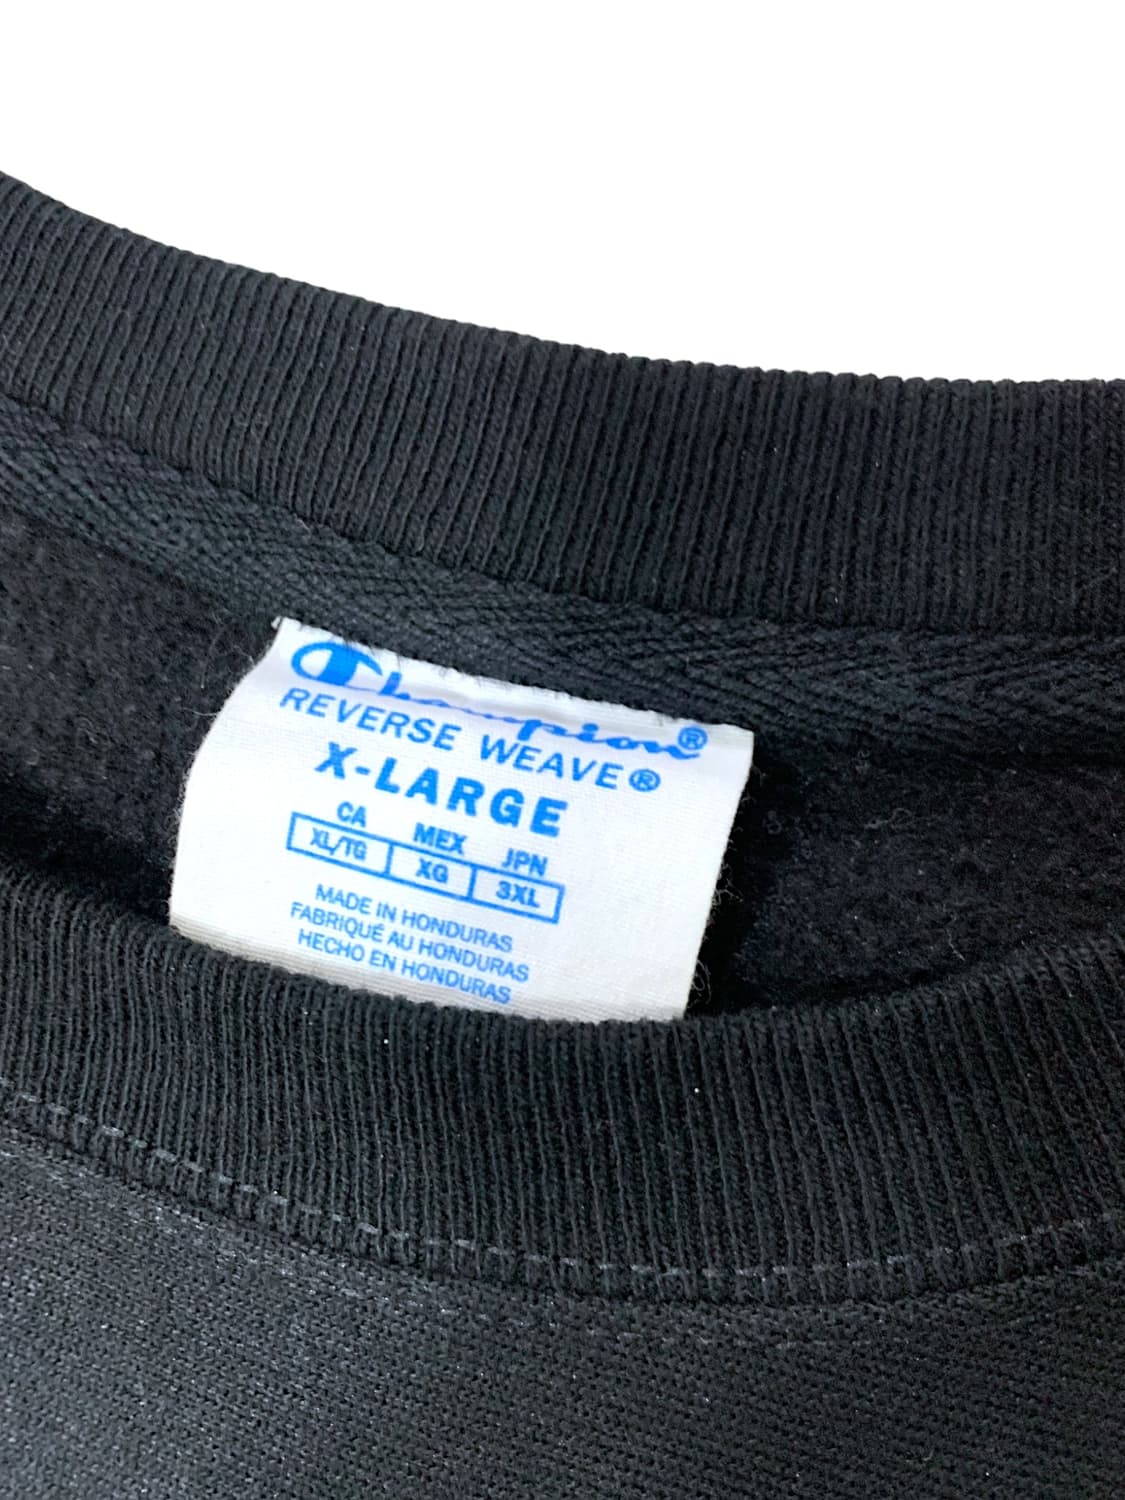 Champion®
REVERSE WEAVE®
X-LARGE
CA MEX JPN
XL/TG XG 3XL
MADE IN HONDURAS
FABRIQUÉ AU HONDURAS
HECHO EN HONDURAS